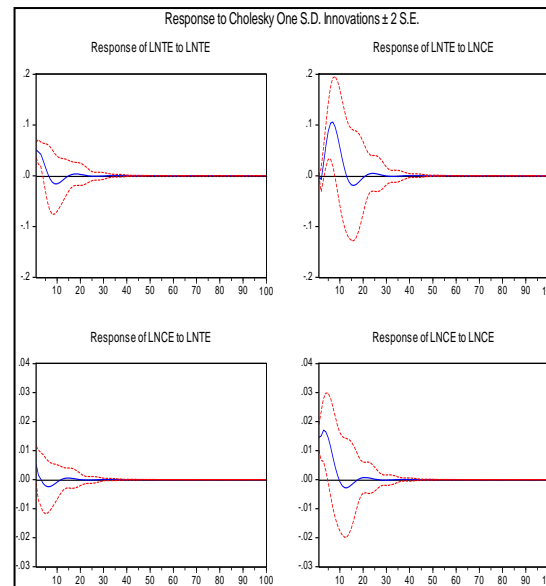 Response to Cholesky One S.D. Innovations ± 2 S.E.
Response of LNTE to LNTE
Response of LNTE to LNCE
.2
.1
.0
-.1
-.2
10 20 30 40 50 60 70 80 90 100
.2
.1
.0
-.1
-.2
10 20 30 40 50 60 70 80 90 100
Response of LNCE to LNTE
Response of LNCE to LNCE
.04
.03
.02
.01
.00
-.01
-.02
-.03
10 20 30 40 50 60 70 80 90 100
.04
.03
.02
.01
.00
-.01
-.02
-.03
10 20 30 40 50 60 70 80 90 100